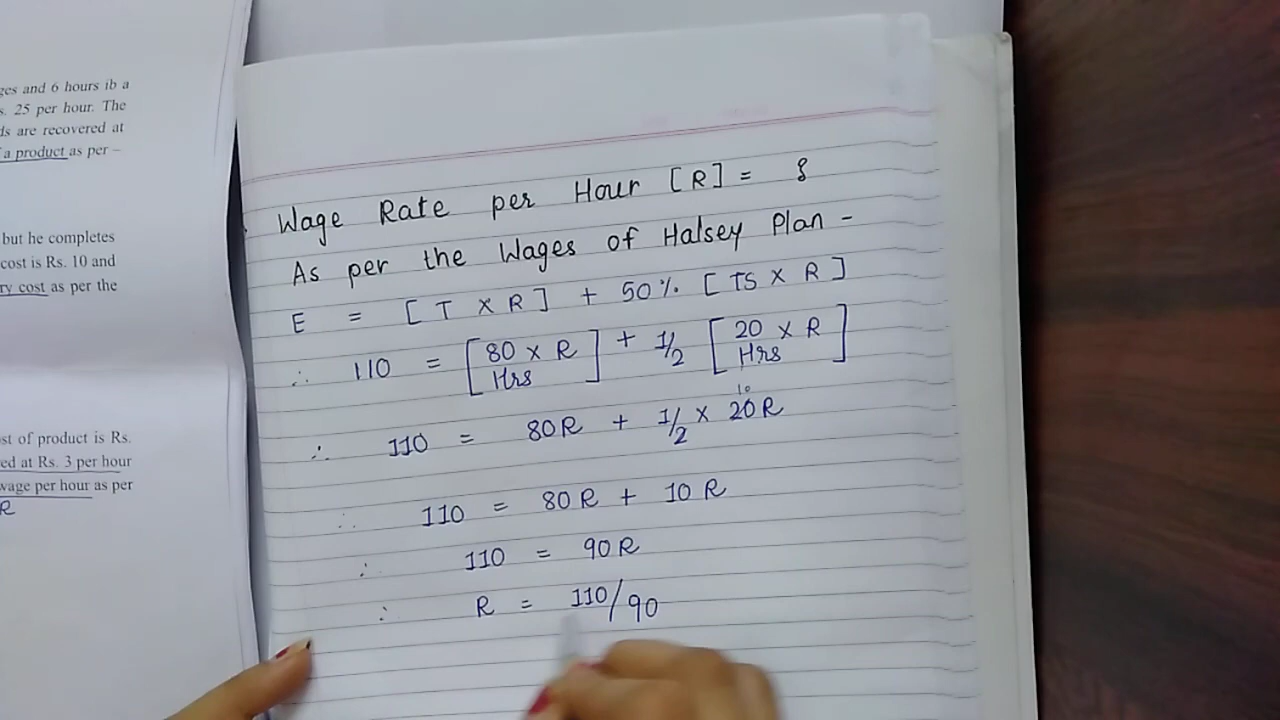 ges and 6 hours ib a
s. 25 per hour. The
ds are recovered at
a product as per –
but he completes
cost is Rs. 10 and
ry cost as per the
st of product is Rs.
ed at Rs. 3 per hour
wage per hour as per
R
Wage Rate per Hour [R] = ?
As per the Wages of Halsey Plan -
E = [T X R] + 50% [TS X R]
∴ 110 = [80 X R Hrs] + 1/2 [20 X R Hrs]
10
∴ 110 = 80R + 1/2 X 20R
∴ 110 = 80R + 10R
∴ 110 = 90R
∴ R = 110/90